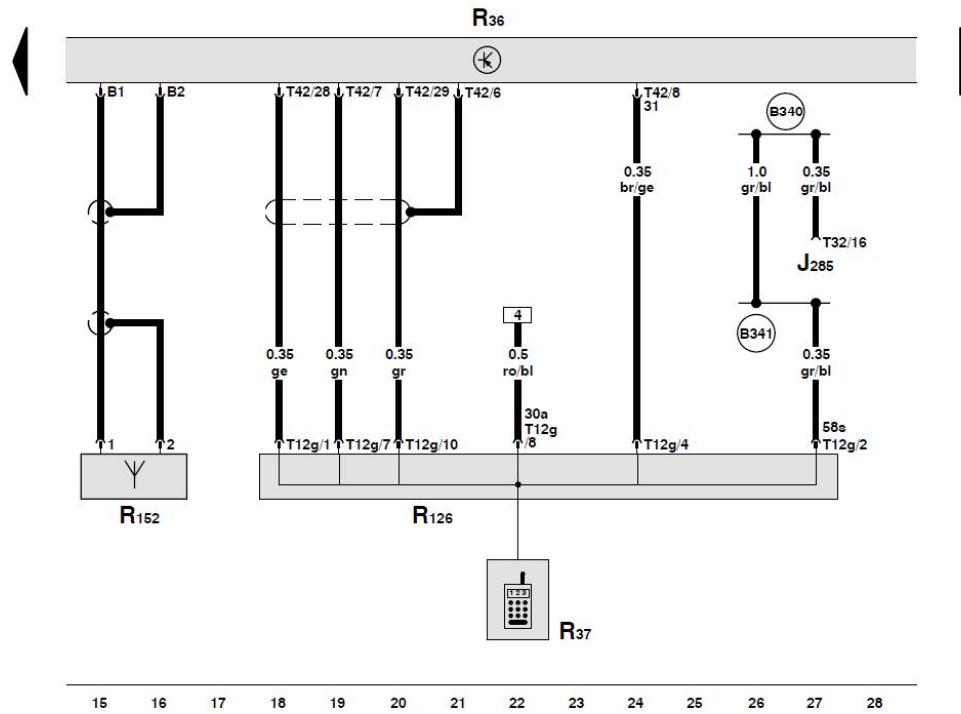 R36
B1 B2 T42/28 T42/7 T42/29 T42/6 T42/8
31
B340
0.35
br/ge
1.0
gr/bl
0.35
gr/bl
T32/16
J285
4
B341
0.35
ge
0.35
gn
0.35
gr
0.5
ro/bl
0.35
gr/bl
30a
T12g
/8
58s
1 2 T12g/1 T12g/7 T12g/10 T12g/4 T12g/2
R152 R126
1 2 3
R37
15 16 17 18 19 20 21 22 23 24 25 26 27 28